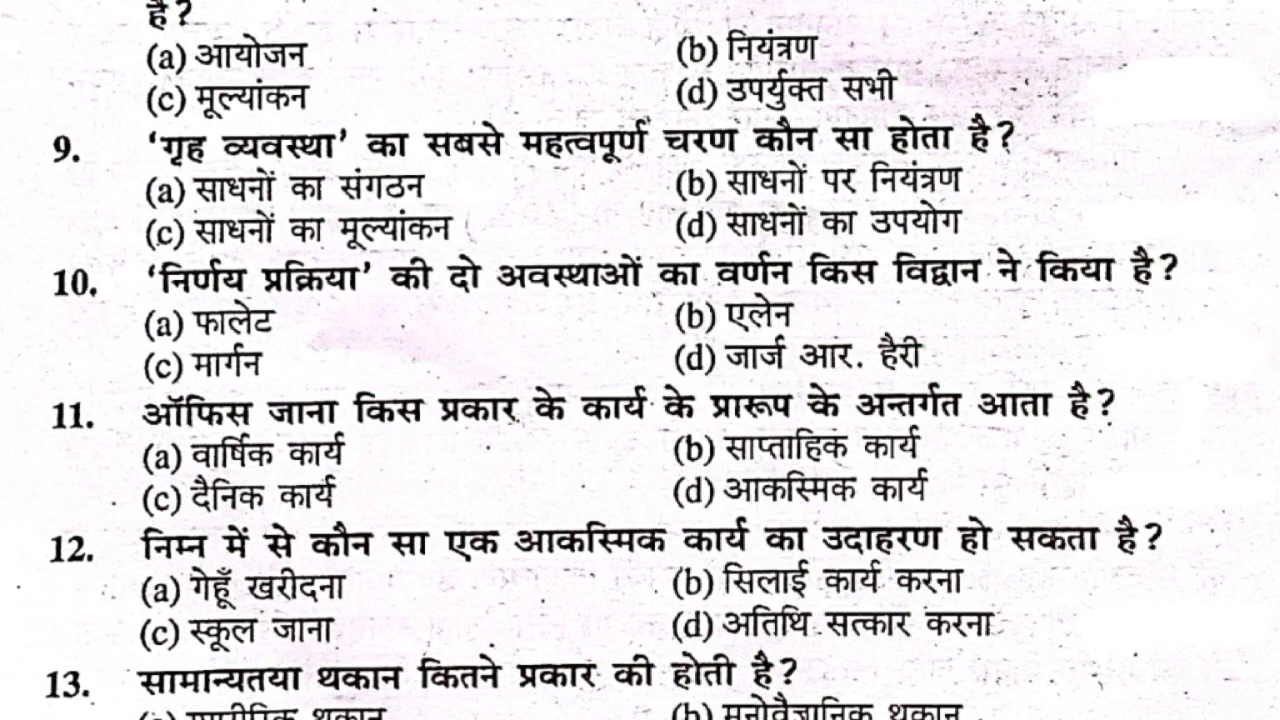 है?
(a) आयोजन (b) नियंत्रण
(c) मूल्यांकन (d) उपर्युक्त सभी
9. 'गृह व्यवस्था' का सबसे महत्वपूर्ण चरण कौन सा होता है?
(a) साधनों का संगठन (b) साधनों पर नियंत्रण
(c) साधनों का मूल्यांकन (d) साधनों का उपयोग
10. 'निर्णय प्रक्रिया' की दो अवस्थाओं का वर्णन किस विद्वान ने किया है?
(a) फालेट (b) एलेन
(c) मार्गन (d) जार्ज आर. हैरी
11. ऑफिस जाना किस प्रकार के कार्य के प्रारूप के अन्तर्गत आता है?
(a) वार्षिक कार्य (b) साप्ताहिक कार्य
(c) दैनिक कार्य (d) आकस्मिक कार्य
12. निम्न में से कौन सा एक आकस्मिक कार्य का उदाहरण हो सकता है?
(a) गेहूँ खरीदना (b) सिलाई कार्य करना
(c) स्कूल जाना (d) अतिथि सत्कार करना
13. सामान्यतया थकान कितने प्रकार की होती है?
(b) मनोवैज्ञानिक थकान